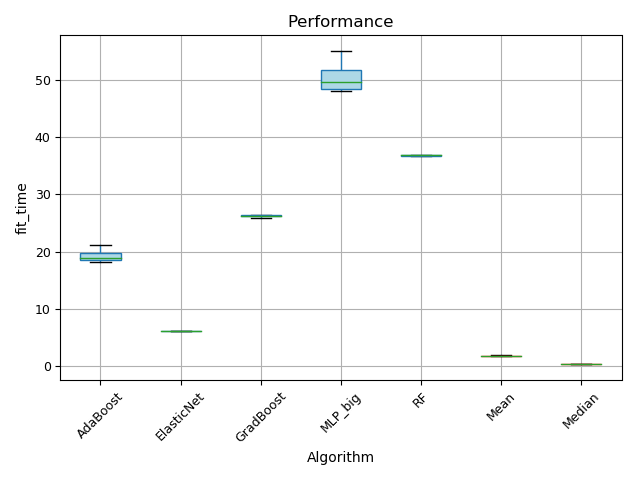 Performance
fit_time
50
40
30
20
10
0
AdaBoost
ElasticNet
GradBoost
MLP_big
RF
Mean
Median
Algorithm